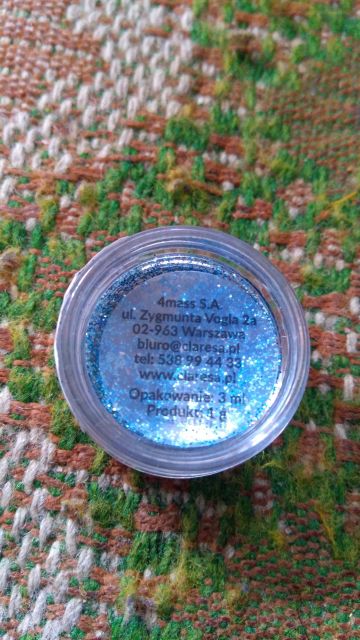 4mass S.A.
ul. Zygmunta Vogla 2a
02-963 Warszawa
biuro@claresa.pl
tel: 538 99 44 33
www.claresa.pl
Opakowanie: 3 ml
Produkt: 1 g